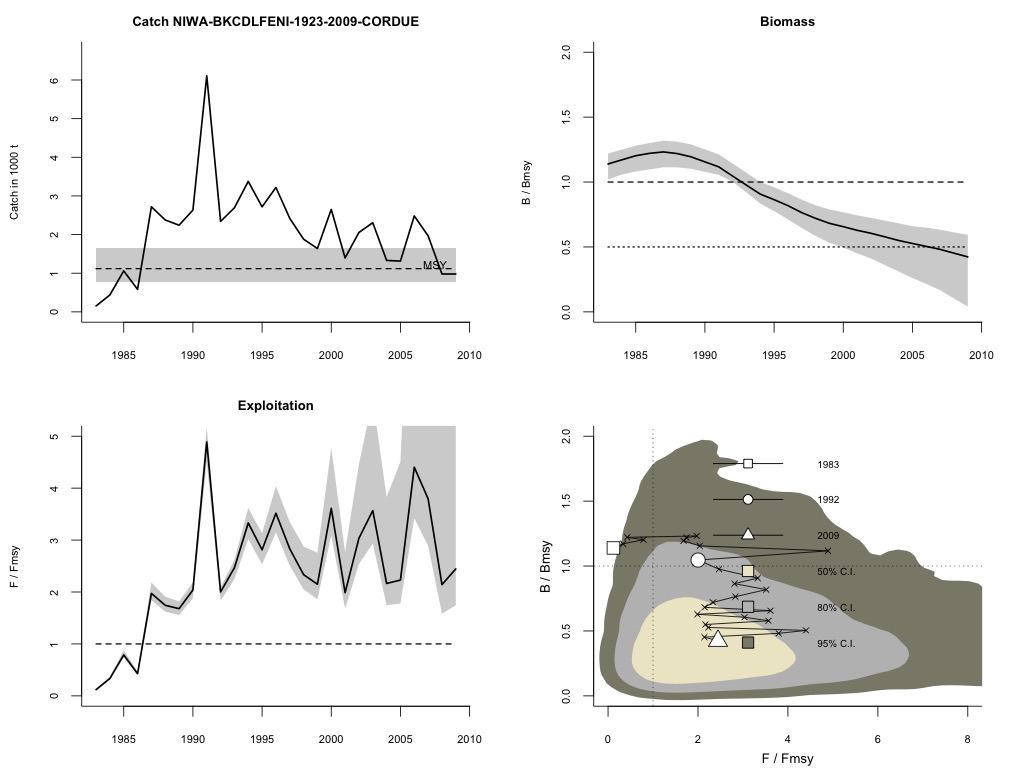 Catch NIWA-BKCDLFENI-1923-2009-CORDUE
Catch in 1000 t
0 1 2 3 4 5 6
MSY
1985 1990 1995 2000 2005 2010
Biomass
B / Bmsy
0.0 0.5 1.0 1.5 2.0
1985 1990 1995 2000 2005 2010
Exploitation
F / Fmsy
0 1 2 3 4 5
1985 1990 1995 2000 2005 2010
B / Bmsy
0.0 0.5 1.0 1.5 2.0
1983
1992
2009
50% C.I.
80% C.I.
95% C.I.
0 2 4 6 8
F / Fmsy